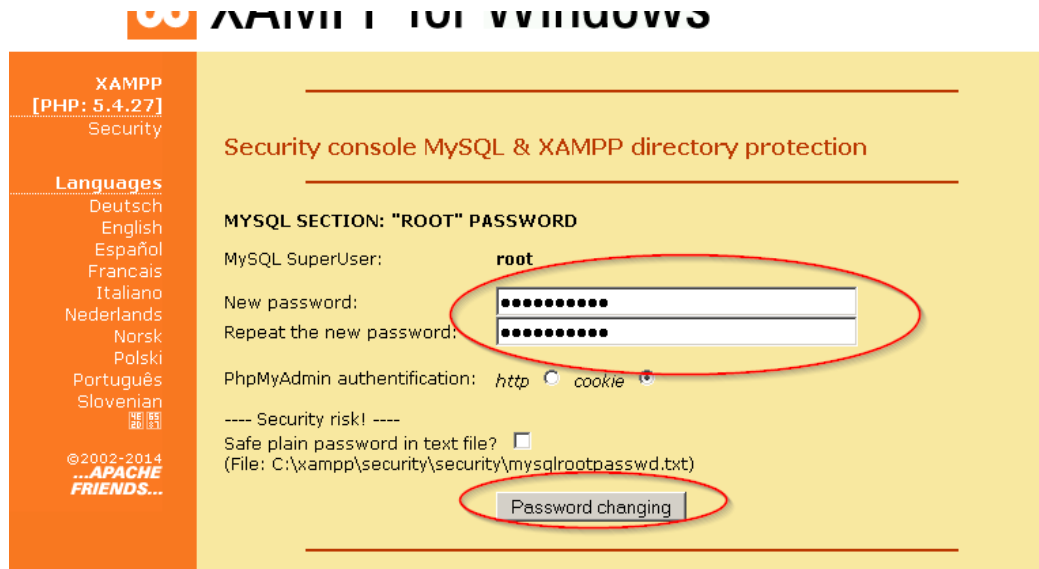 XAMPP for Windows
XAMPP
[PHP: 5.4.27]
Security
Languages
Deutsch
English
Español
Francais
Italiano
Nederlands
Norsk
Polski
Português
Slovenian
©2002-2014
...APACHE
FRIENDS...
Security console MySQL & XAMPP directory protection
MYSQL SECTION: "ROOT" PASSWORD
MySQL SuperUser: root
New password: ●●●●●●●●●●
Repeat the new password: ●●●●●●●●●●
PhpMyAdmin authentification: http cookie
---- Security risk! ----
Safe plain password in text file?
(File: C:\xampp\security\security\mysqlrootpasswd.txt)
Password changing